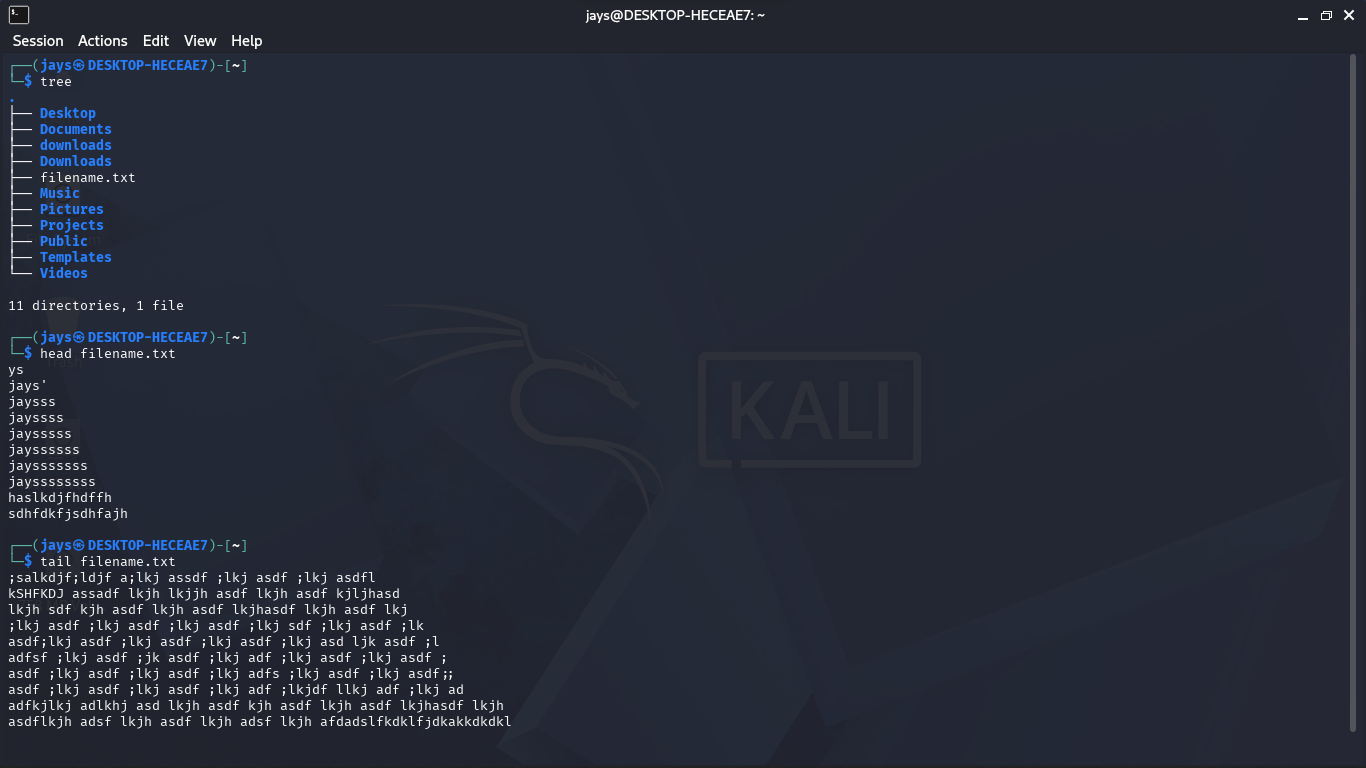 jays@DESKTOP-HECEAE7: ~
Session Actions Edit View Help
┌──(jays㉿DESKTOP-HECEAE7)-[~]
└─$ tree
.
├── Desktop
├── Documents
├── downloads
├── Downloads
├── filename.txt
├── Music
├── Pictures
├── Projects
├── Public
├── Templates
└── Videos
11 directories, 1 file
┌──(jays㉿DESKTOP-HECEAE7)-[~]
└─$ head filename.txt
ys
jays'
jaysss
jayssss
jaysssss
jayssssss
jaysssssss
jayssssssss
haslkdjfhdffh
sdhfdkfjsdhfajh
┌──(jays㉿DESKTOP-HECEAE7)-[~]
└─$ tail filename.txt
;salkdjf;ldjf a;lkj assdf ;lkj asdf ;lkj asdfl
kSHFKDJ assadf lkjh lkjjh asdf lkjh asdf kjljhasd
lkjh sdf kjh asdf lkjh asdf lkjhasdf lkjh asdf lkj
;lkj asdf ;lkj asdf ;lkj asdf ;lkj sdf ;lkj asdf ;lk
asdf;lkj asdf ;lkj asdf ;lkj asdf ;lkj asd ljk asdf ;l
adfsf ;lkj asdf ;jk asdf ;lkj adf ;lkj asdf ;lkj asdf ;
asdf ;lkj asdf ;lkj asdf ;lkj adfs ;lkj asdf ;lkj asdf;;
asdf ;lkj asdf ;lkj asdf ;lkj adf ;lkjdf llkj adf ;lkj ad
adfkjlkj adlkhj asd lkjh asdf kjh asdf lkjh asdf lkjhasdf lkjh
asdflkjh adsf lkjh asdf lkjh adsf lkjh afdadslfkdklfjdkakkdkdkl
KALI